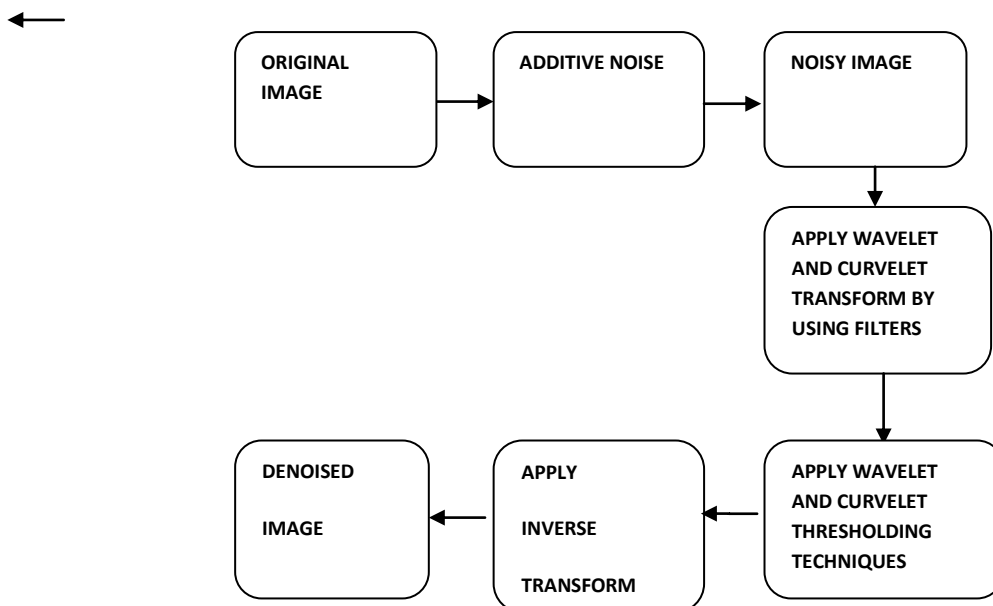 ORIGINAL
IMAGE
ADDITIVE NOISE
NOISY IMAGE
APPLY WAVELET
AND CURVELET
TRANSFORM BY
USING FILTERS
APPLY WAVELET
AND CURVELET
THRESHOLDING
TECHNIQUES
APPLY
INVERSE
TRANSFORM
DENOISED
IMAGE